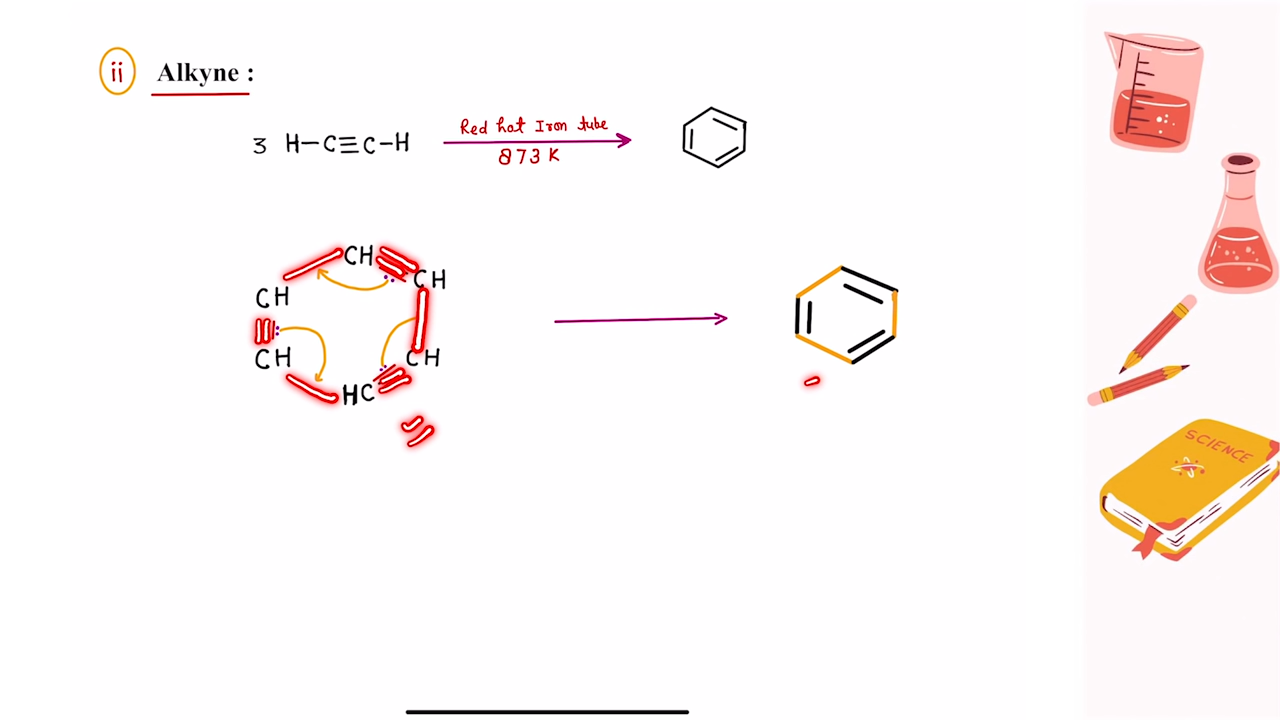 ii Alkyne :
3 H–C≡C–H Red hot Iron tube
873 K
CH
CH
CH
CH
CH
HC
SCIENCE